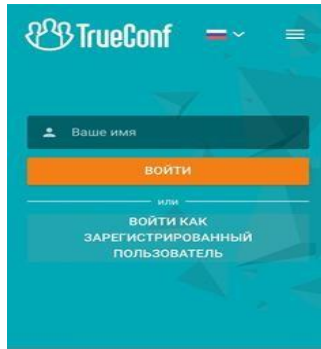 TrueConf
Ваше имя
ВОЙТИ
или
ВОЙТИ КАК
ЗАРЕГИСТРИРОВАННЫЙ
ПОЛЬЗОВАТЕЛЬ